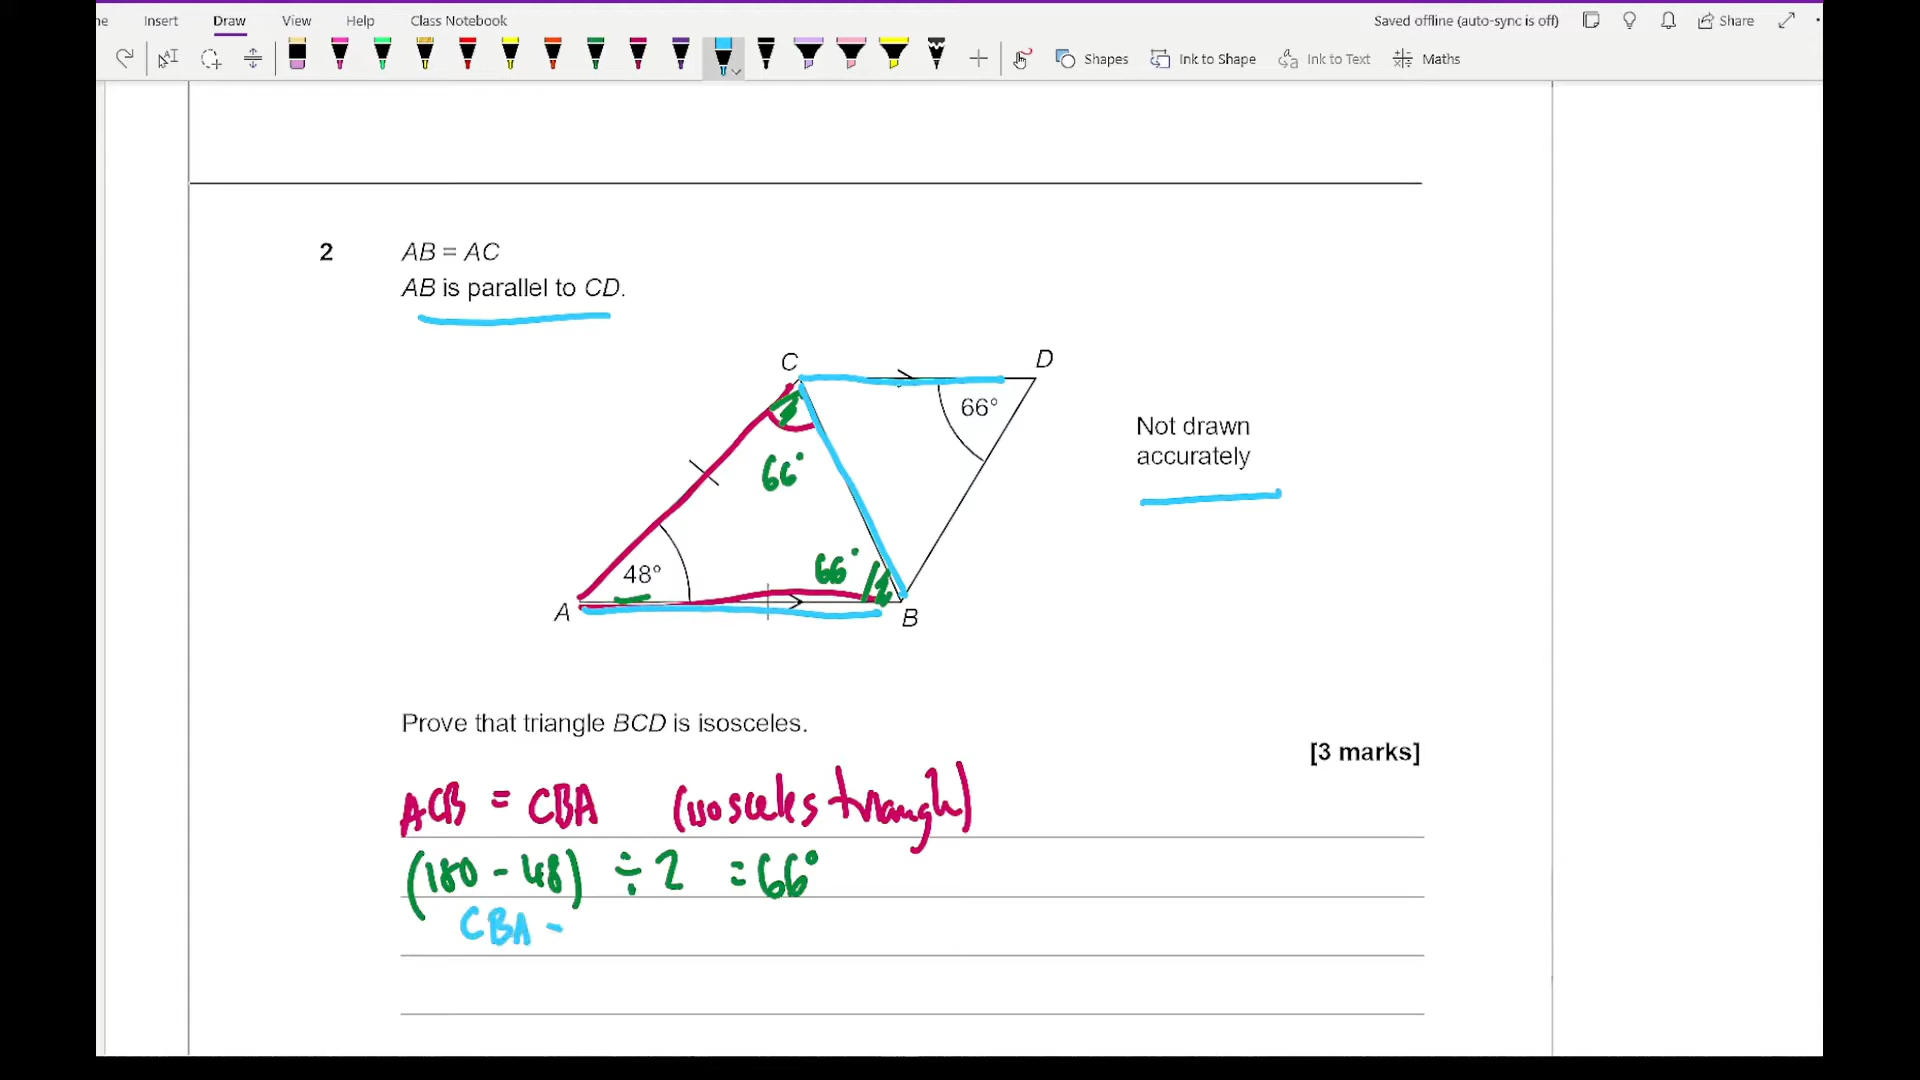 ne Insert Draw View Help Class Notebook Saved offline (auto-sync is off) Share
A Shapes Ink to Shape a Ink to Text Maths
2 AB = AC
AB is parallel to CD.
C D
66°
Not drawn
accurately
66°
66°
48°
A B
Prove that triangle BCD is isosceles.
[3 marks]
ACB = CBA (isosceles triangle)
(180 - 48) ÷ 2 = 66°
CBA -